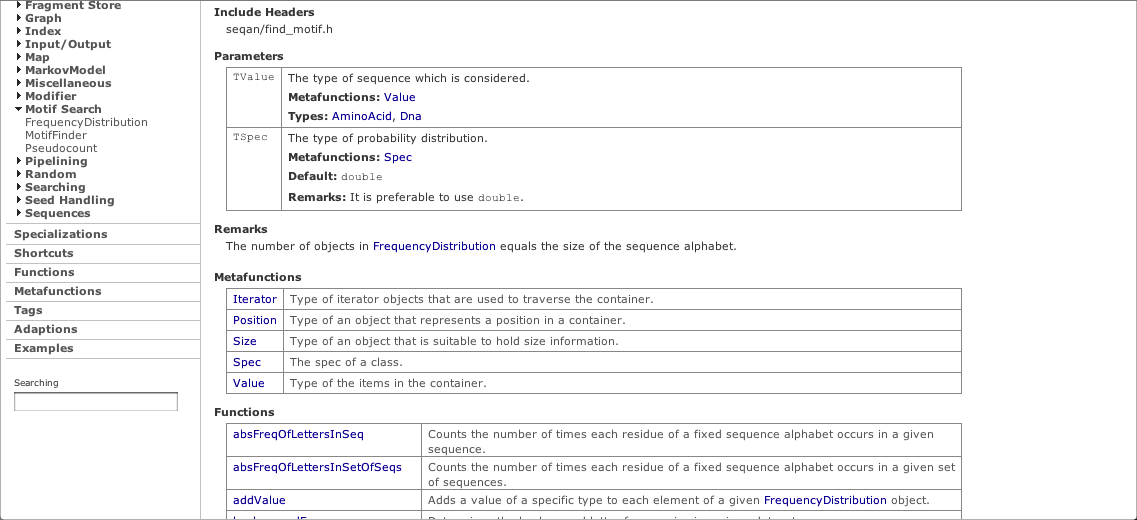 Fragment Store
Graph
Index
Input/Output
Map
MarkovModel
Miscellaneous
Modifier
Motif Search
FrequencyDistribution
MotifFinder
Pseudocount
Pipelining
Random
Searching
Seed Handling
Sequences
Specializations
Shortcuts
Functions
Metafunctions
Tags
Adaptions
Examples
Searching
Include Headers
seqan/find_motif.h
Parameters
TValue The type of sequence which is considered.
Metafunctions: Value
Types: AminoAcid, Dna
TSpec The type of probability distribution.
Metafunctions: Spec
Default: double
Remarks: It is preferable to use double.
Remarks
The number of objects in FrequencyDistribution equals the size of the sequence alphabet.
Metafunctions
Iterator Type of iterator objects that are used to traverse the container.
Position Type of an object that represents a position in a container.
Size Type of an object that is suitable to hold size information.
Spec The spec of a class.
Value Type of the items in the container.
Functions
absFreqOfLettersInSeq Counts the number of times each residue of a fixed sequence alphabet occurs in a given
sequence.
absFreqOfLettersInSetOfSeqs Counts the number of times each residue of a fixed sequence alphabet occurs in a given set
of sequences.
addValue Adds a value of a specific type to each element of a given FrequencyDistribution object.